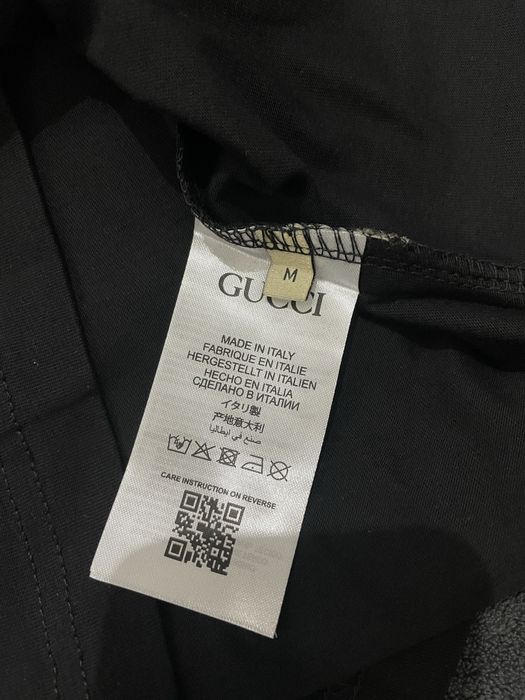 M
GUCCI
MADE IN ITALY
FABRIQUE EN ITALIE
HERGESTELLT IN ITALIEN
HECHO EN ITALIA
СДЕЛАНО В ИТАЛИИ
イタリ製
产地意大利
صنع في ايطاليا
CARE INSTRUCTION ON REVERSE